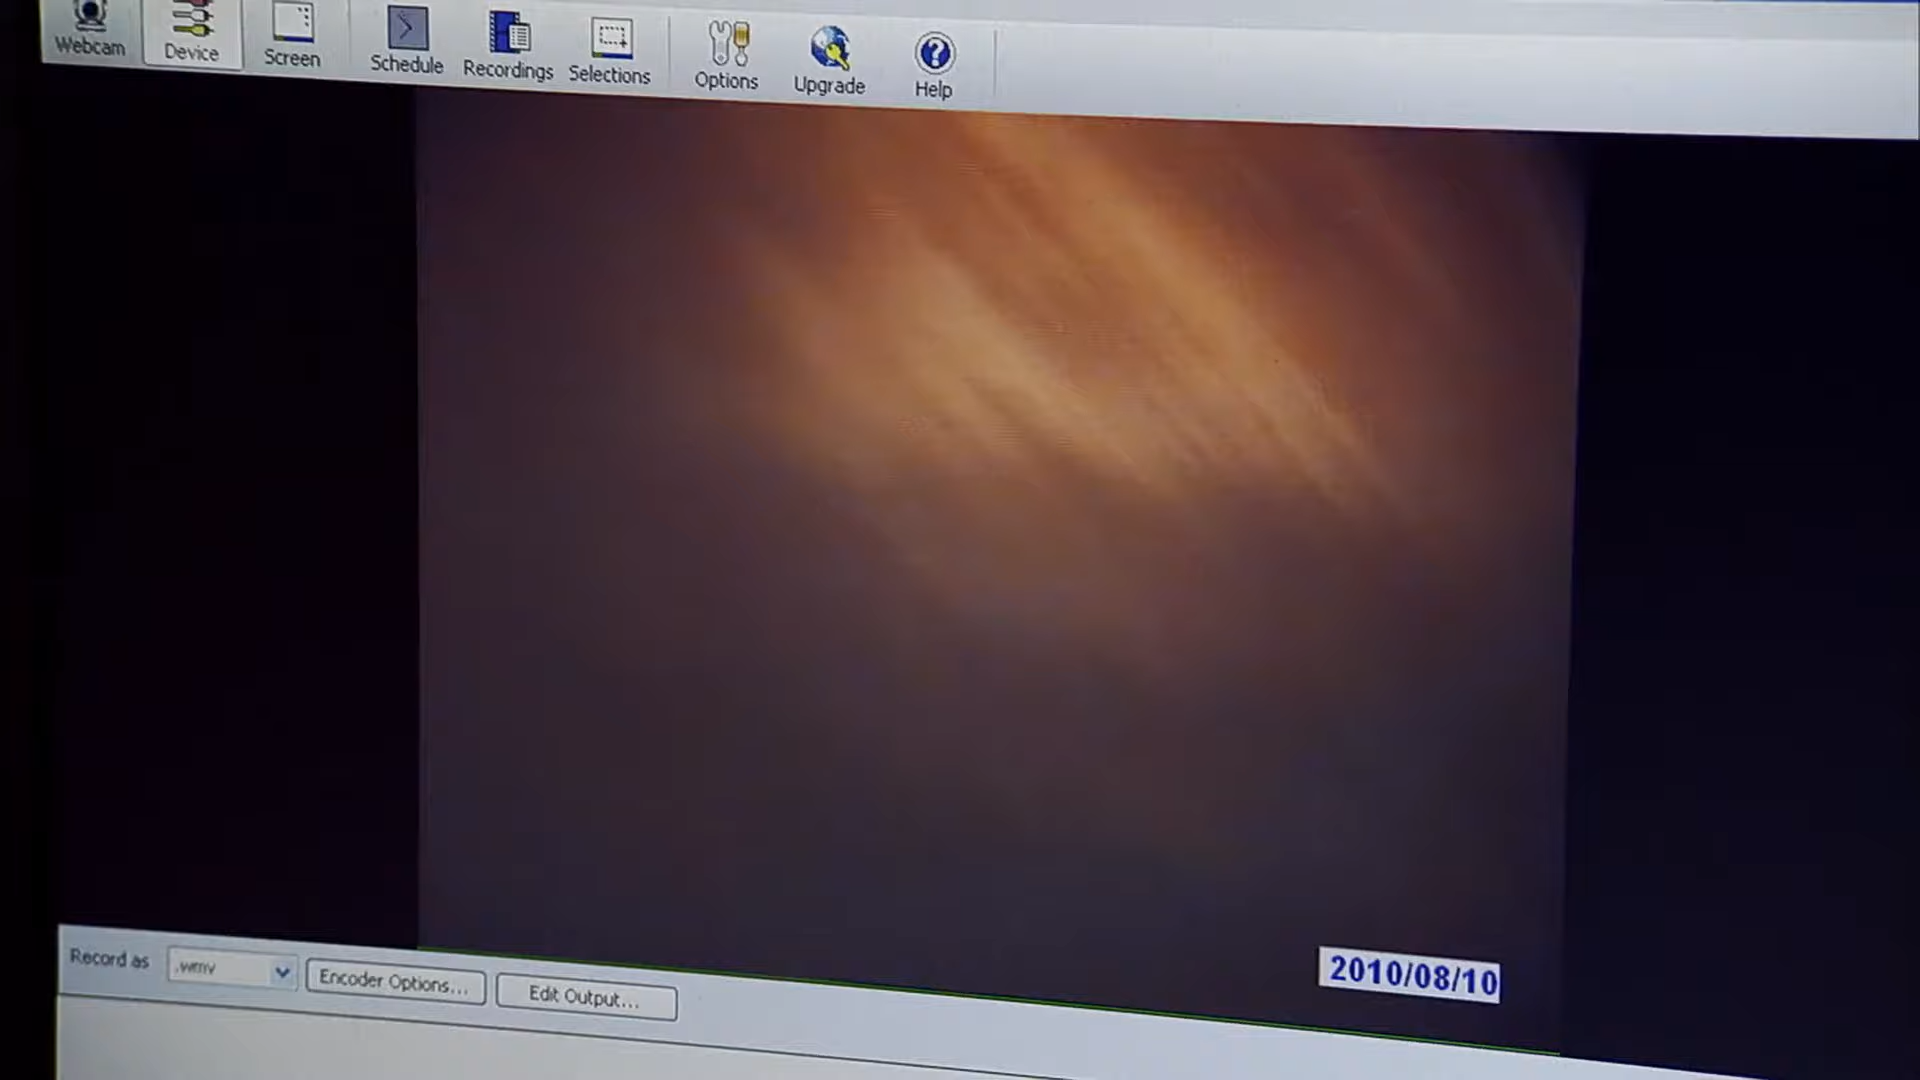 Webcam
Device
Screen
Schedule
Recordings
Selections
Options
Upgrade
Help
Record as
.wmv
Encoder Options...
Edit Output...
2010/08/10